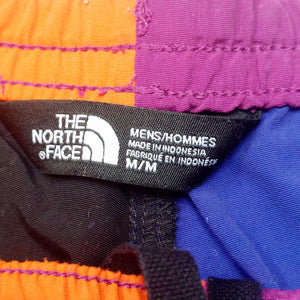 THE
NORTH
®FACE
MENS/HOMMES
MADE IN INDONESIA
FABRIQUÉ EN INDONÉSIE
M/M